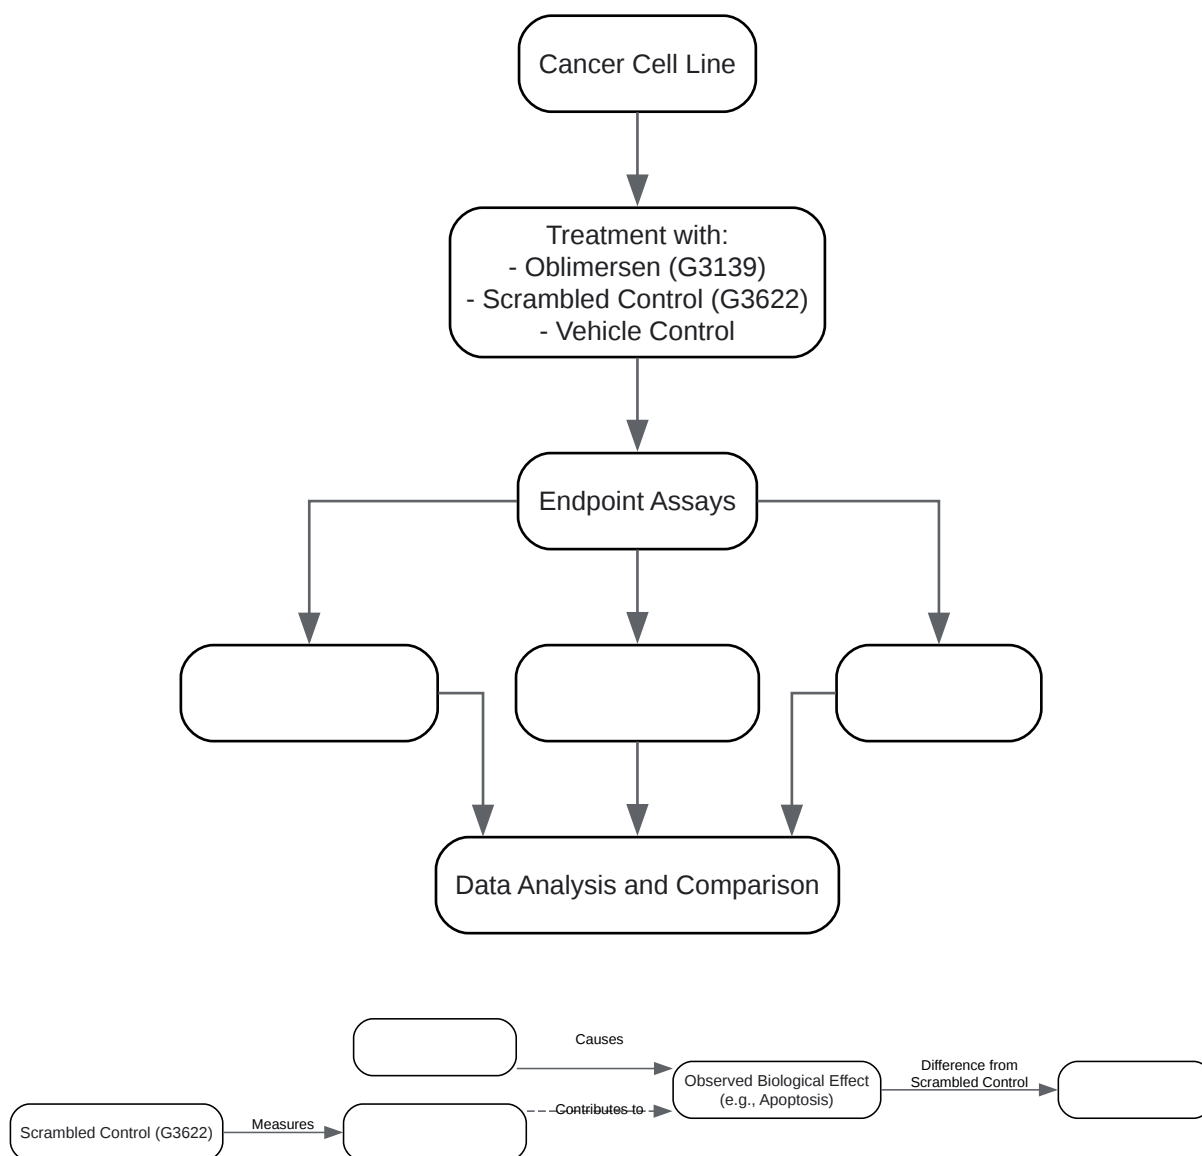 Cancer Cell Line
Treatment with:
- Oblimersen (G3139)
- Scrambled Control (G3622)
- Vehicle Control
Endpoint Assays
Data Analysis and Comparison
Causes
Observed Biological Effect
(e.g., Apoptosis)
Difference from
Scrambled Control
Scrambled Control (G3622)
Measures
Contributes to